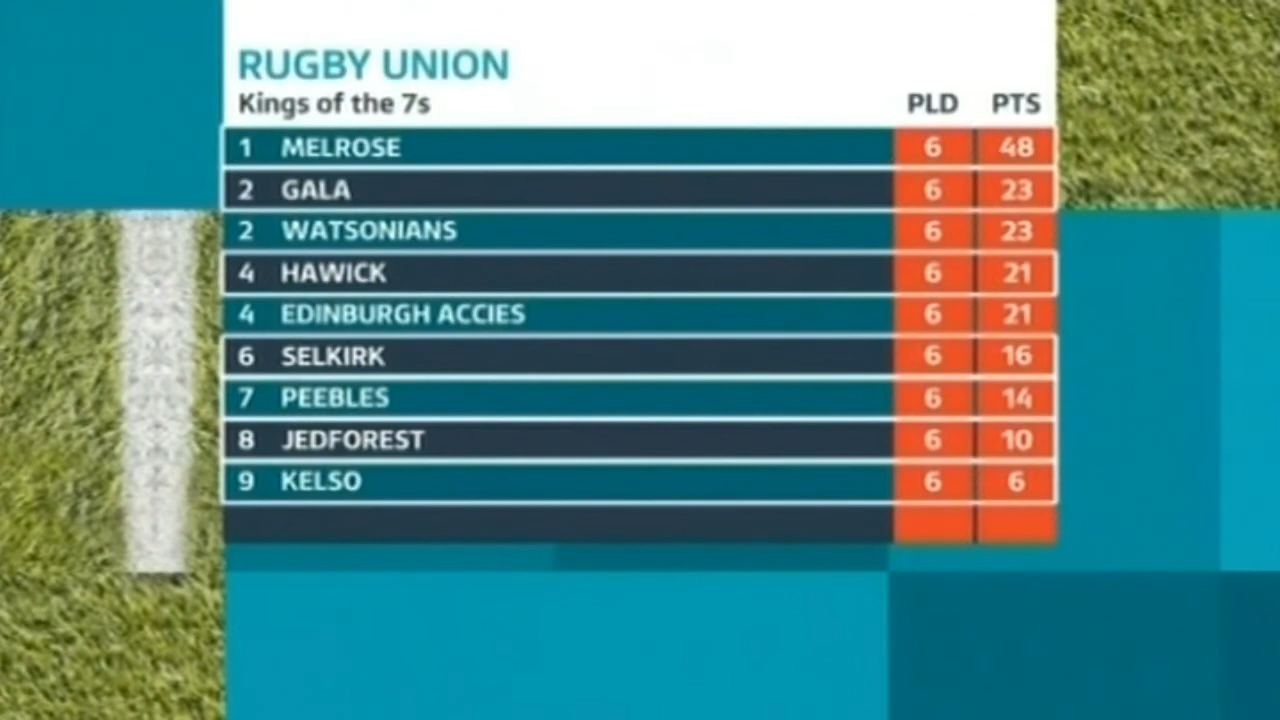 RUGBY UNION
Kings of the 7s PLD PTS
1 MELROSE 6 48
2 GALA 6 23
2 WATSONIANS 6 23
4 HAWICK 6 21
4 EDINBURGH ACCIES 6 21
6 SELKIRK 6 16
7 PEEBLES 6 14
8 JEDFOREST 6 10
9 KELSO 6 6